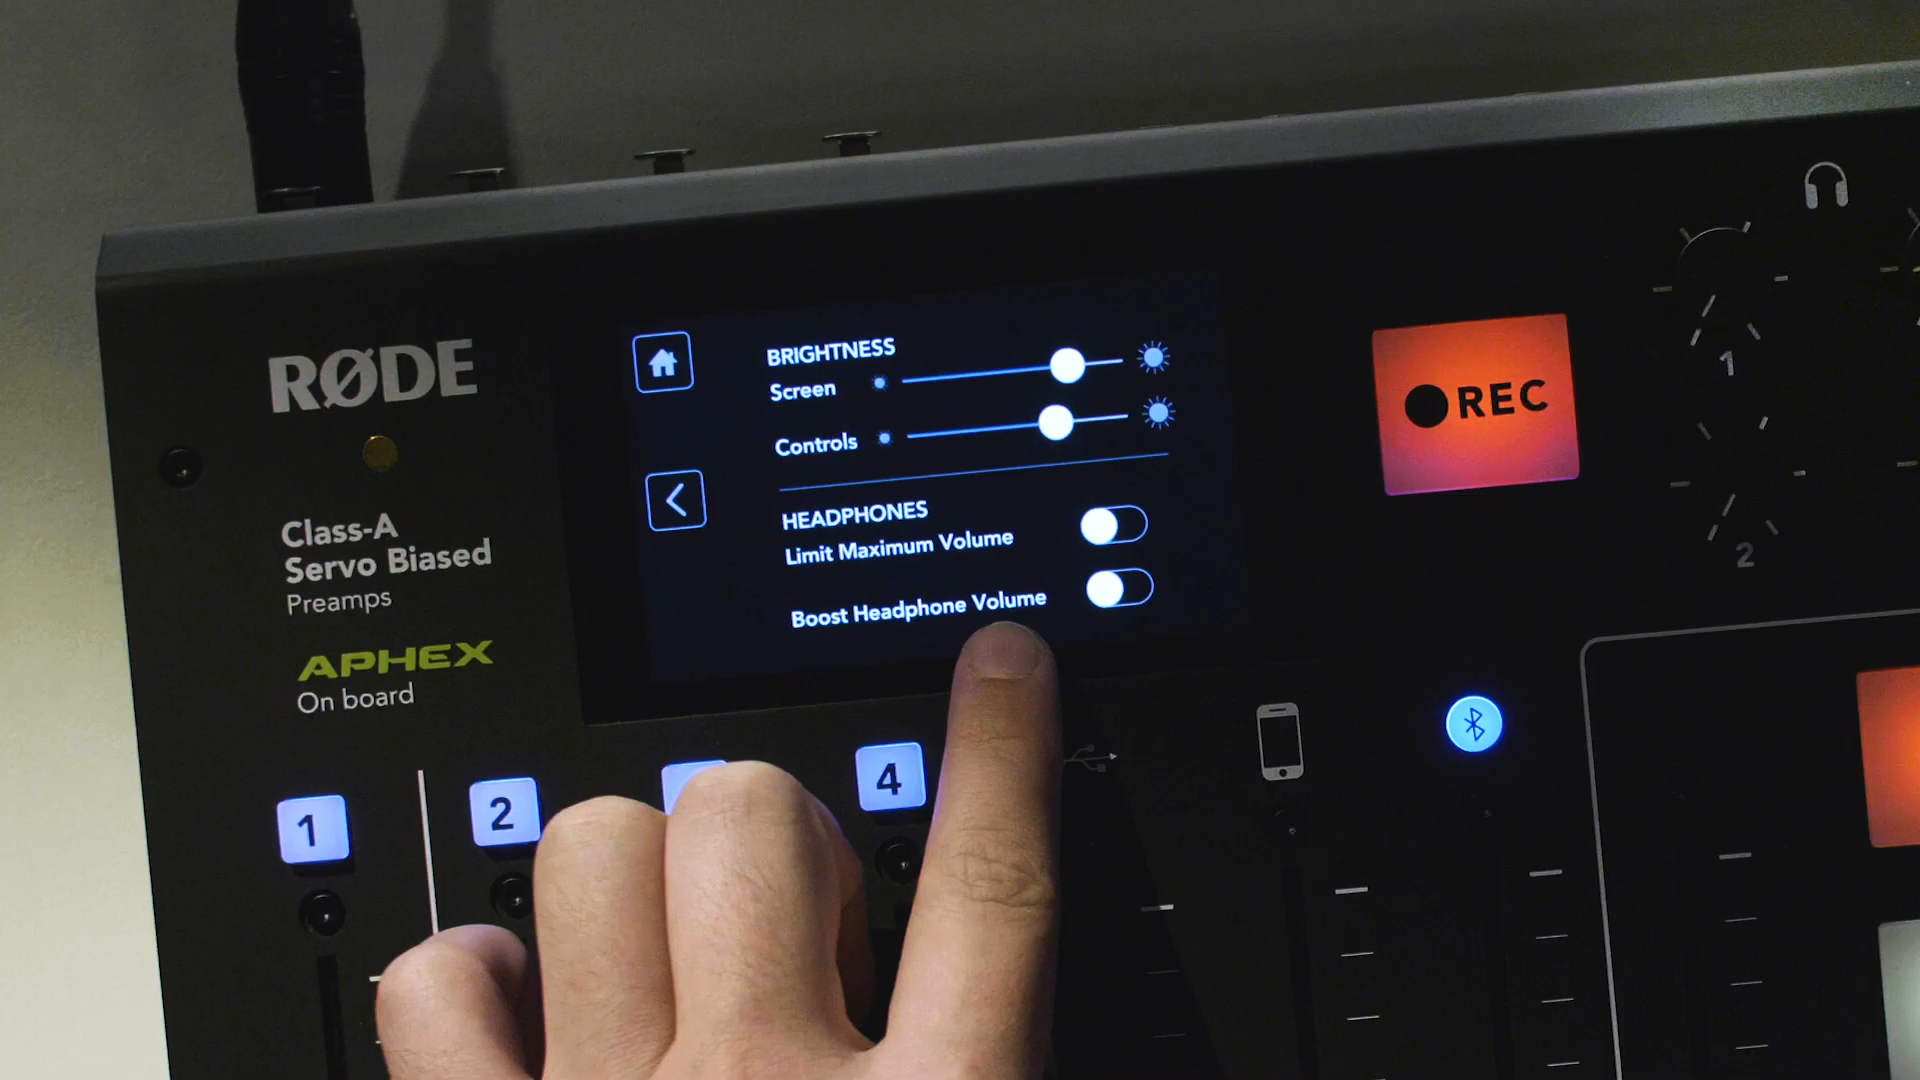 RØDE
Class-A
Servo Biased
Preamps
APHEX
On board
BRIGHTNESS
Screen
Controls
HEADPHONES
Limit Maximum Volume
Boost Headphone Volume
REC
1
2
1
2
4